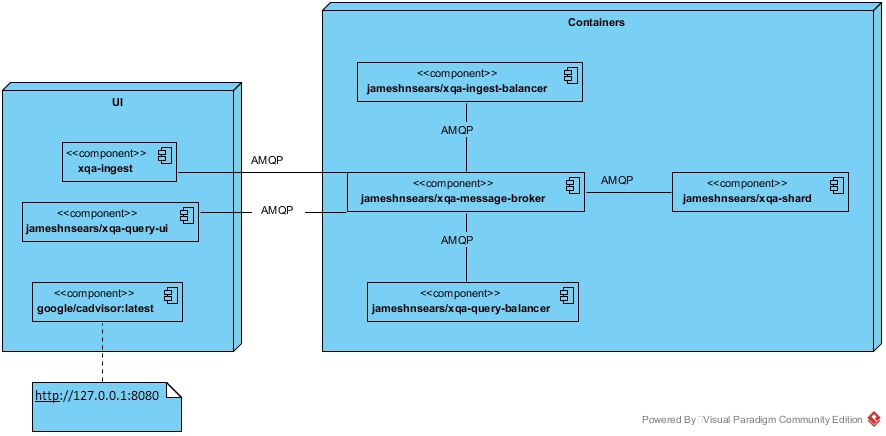 Containers
<<component>>
jameshnsears/xqa-ingest-balancer
UI
AMQP
<<component>>
xqa-ingest
AMQP
<<component>>
jameshnsears/xqa-message-broker
AMQP
<<component>>
jameshnsears/xqa-shard
<<component>>
jameshnsears/xqa-query-ui
AMQP
AMQP
<<component>>
google/cadvisor:latest
<<component>>
jameshnsears/xqa-query-balancer
http://127.0.0.1:8080
Powered By Visual Paradigm Community Edition